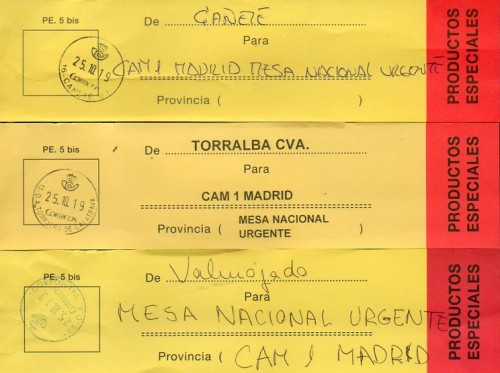 PE. 5 bis
De CAÑETE
Para
25.10.19
CORREOS
CAM 1 MADRID MESA NACIONAL URGENTE
Provincia ( )
PRODUCTOS
ESPECIALES
PE. 5 bis
De TORRALBA CVA.
Para
25.10.19
CORREOS
CAM 1 MADRID
Provincia ( MESA NACIONAL
URGENTE )
PRODUCTOS
ESPECIALES
PE. 5 bis
De Valmojado
Para
MESA NACIONAL URGENTE
Provincia ( CAM 1 MADRID
PRODUCTOS
ESPECIALES